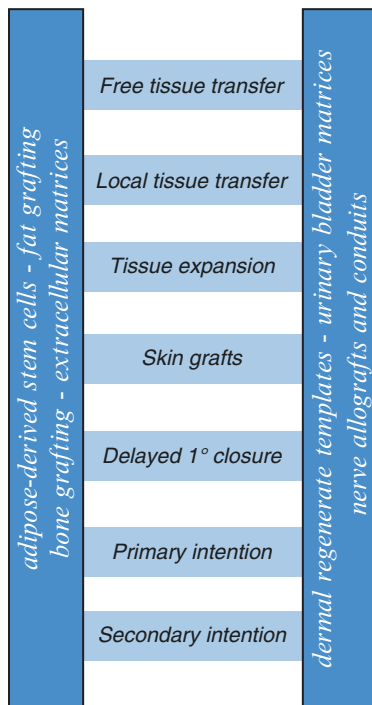 adipose-derived stem cells - fat grafting
bone grafting - extracellular matrices
Free tissue transfer
Local tissue transfer
Tissue expansion
Skin grafts
Delayed 1° closure
Primary intention
Secondary intention
dermal regenerate templates - urinary bladder matrices
nerve allografts and conduits